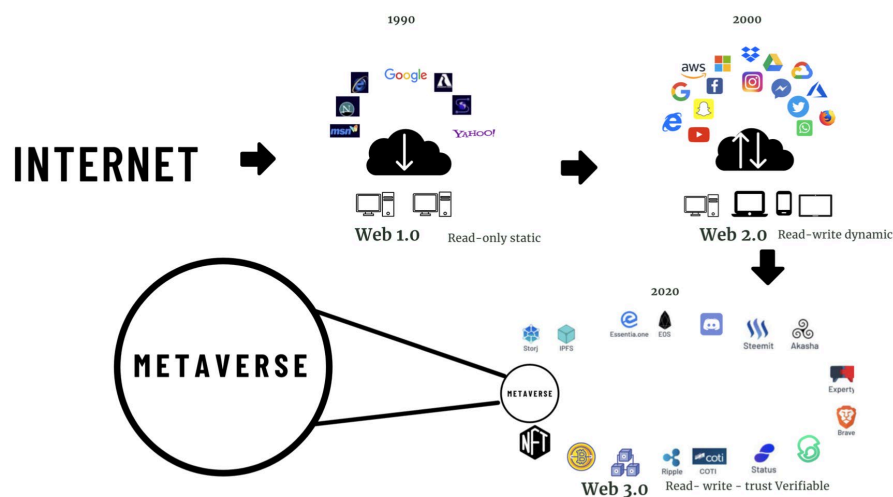 1990
2000
Google
aws
N
msn
YAHOO!
INTERNET
Web 1.0
Read-only static
Web 2.0
Read-write dynamic
2020
Storj
IPFS
Essentia.one
EOS
Steemit
Akasha
METAVERSE
METAVERSE
Experty
Brave
NFT
Ripple
coti
COTI
Status
Web 3.0
Read- write - trust Verifiable